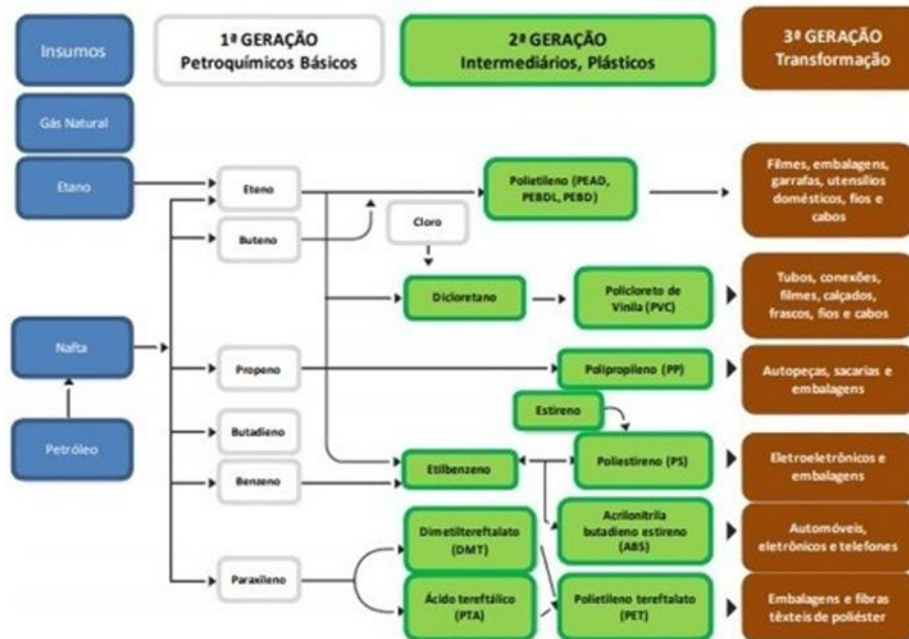 Insumos
1ª GERAÇÃO
Petroquímicos Básicos
2ª GERAÇÃO
Intermediários, Plásticos
3ª GERAÇÃO
Transformação
Gás Natural
Etano
Eteno
Polietileno (PEAD,
PEBDL, PEBD)
Filmes, embalagens,
garrafas, utensílios
domésticos, fios e
cabos
Buteno
Cloro
Dicloretano
Policloreto de
Vinila (PVC)
Tubos, conexões,
filmes, calçados,
frascos, fios e cabos
Nafta
Propeno
Polipropileno (PP)
Autopeças, sacarias e
embalagens
Estireno
Butadieno
Petróleo
Etilbenzeno
Poliestireno (PS)
Eletroeletrônicos e
embalagens
Benzeno
Dimetiltereftalato
(DMT)
Acrilonitrila
butadieno estireno
(ABS)
Automóveis,
eletrônicos e telefones
Paraxileno
Ácido tereftálico
(PTA)
Polietileno tereftalato
(PET)
Embalagens e fibras
têxteis de poliéster